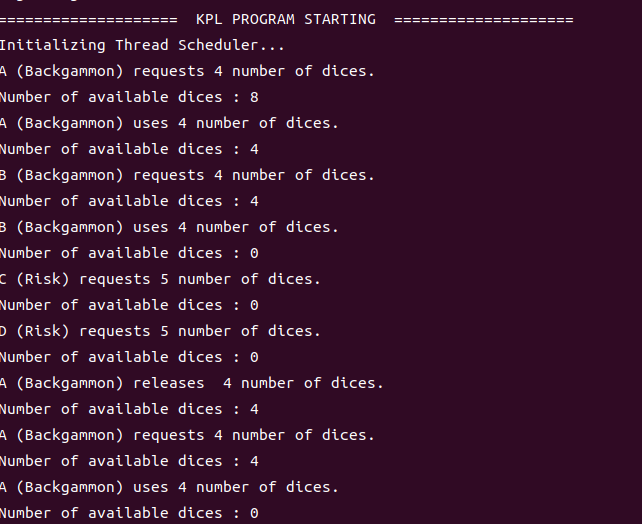 ====================  KPL PROGRAM STARTING  ====================
Initializing Thread Scheduler...
A (Backgammon) requests 4 number of dices.
Number of available dices : 8
A (Backgammon) uses 4 number of dices.
Number of available dices : 4
B (Backgammon) requests 4 number of dices.
Number of available dices : 4
B (Backgammon) uses 4 number of dices.
Number of available dices : 0
C (Risk) requests 5 number of dices.
Number of available dices : 0
D (Risk) requests 5 number of dices.
Number of available dices : 0
A (Backgammon) releases  4 number of dices.
Number of available dices : 4
A (Backgammon) requests 4 number of dices.
Number of available dices : 4
A (Backgammon) uses 4 number of dices.
Number of available dices : 0